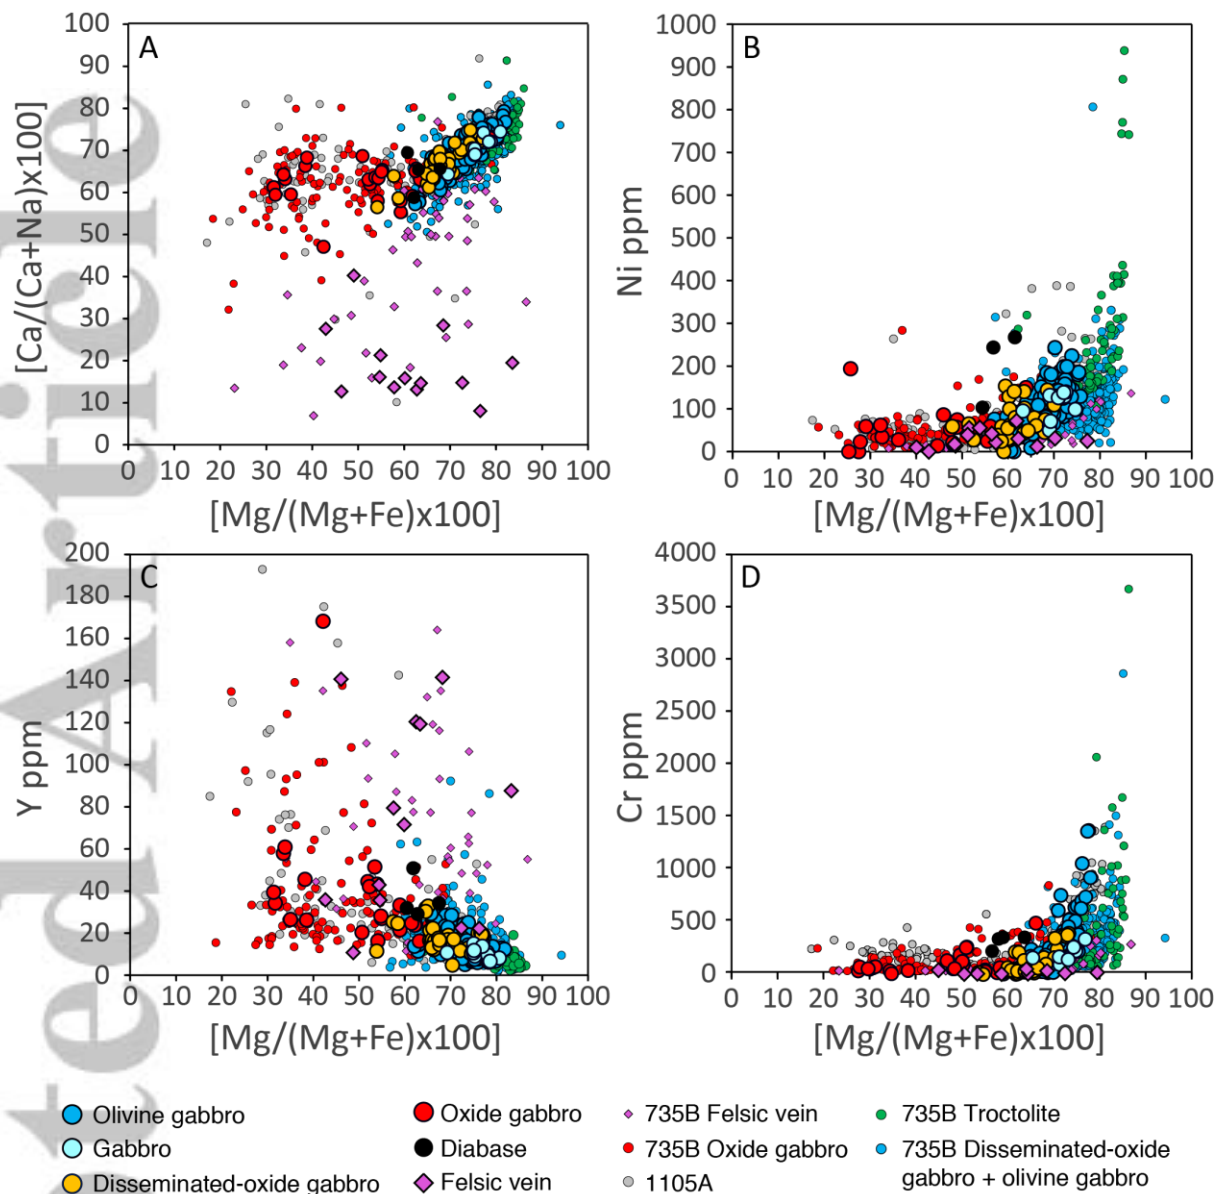 A
100
90
80
70
60
50
40
30
20
10
0
[Ca/(Ca+Na)x100]
0 10 20 30 40 50 60 70 80 90 100
[Mg/(Mg+Fe)x100]
B
1000
900
800
700
600
500
400
300
200
100
0
Ni ppm
0 10 20 30 40 50 60 70 80 90 100
[Mg/(Mg+Fe)x100]
C
200
180
160
140
120
100
80
60
40
20
0
Y ppm
0 10 20 30 40 50 60 70 80 90 100
[Mg/(Mg+Fe)x100]
D
4000
3500
3000
2500
2000
1500
1000
500
0
Cr ppm
0 10 20 30 40 50 60 70 80 90 100
[Mg/(Mg+Fe)x100]
Olivine gabbro
Gabbro
Disseminated-oxide gabbro
Oxide gabbro
Diabase
Felsic vein
735B Felsic vein
735B Oxide gabbro
1105A
735B Troctolite
735B Disseminated-oxide
gabbro + olivine gabbro
ted Article